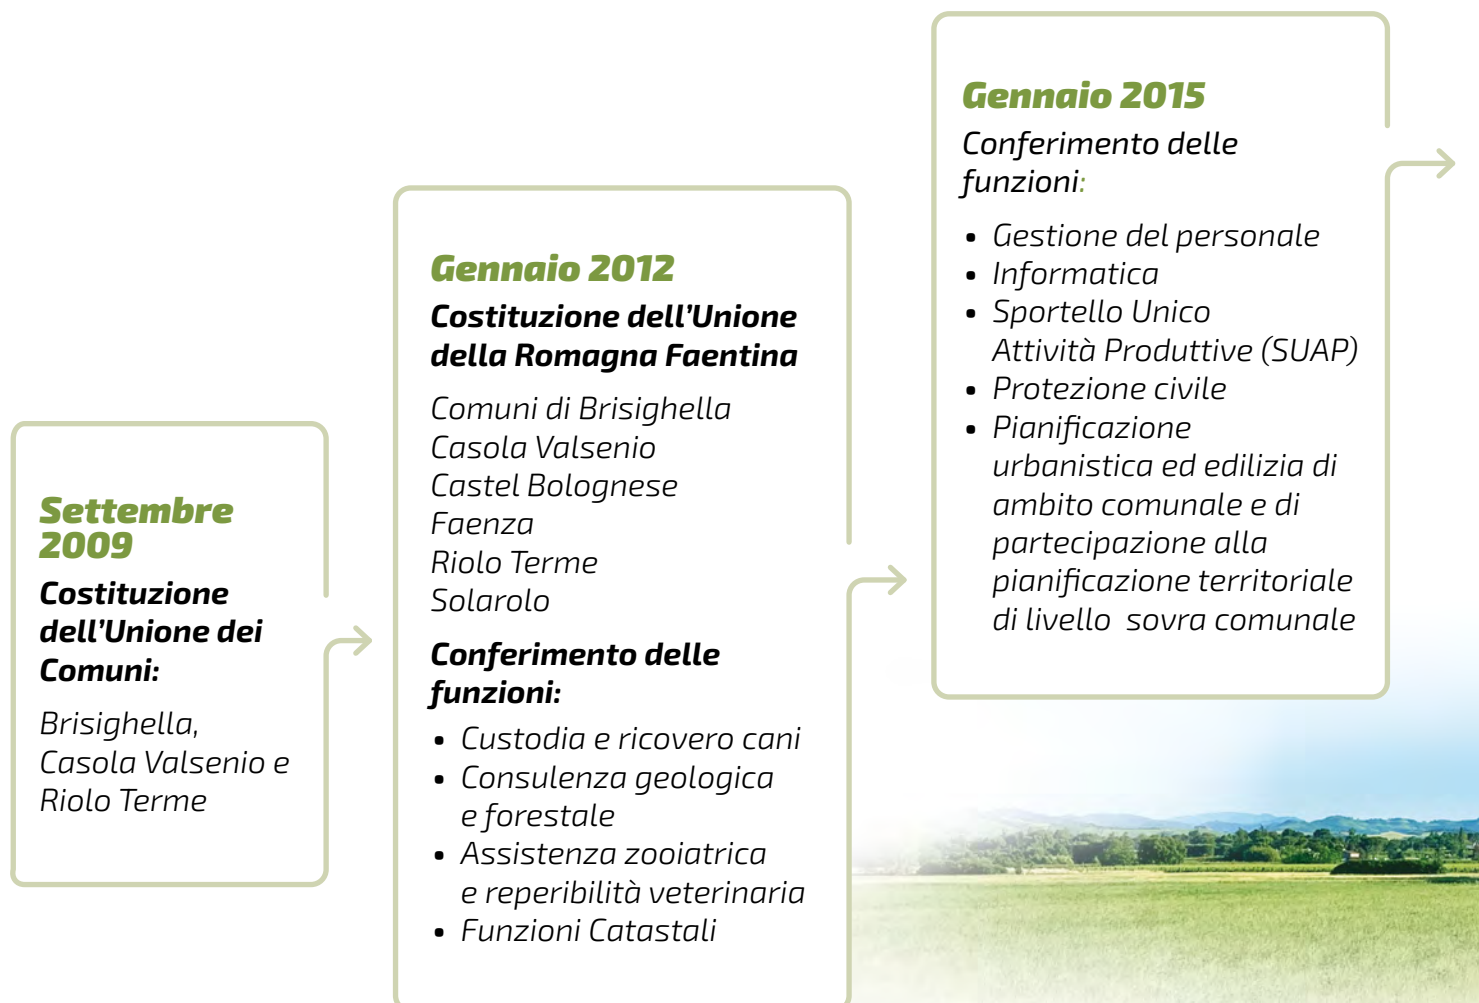 Settembre
2009
Costituzione
dell’Unione dei
Comuni:
Brisighella,
Casola Valsenio e
Riolo Terme
Gennaio 2012
Costituzione dell’Unione
della Romagna Faentina
Comuni di Brisighella
Casola Valsenio
Castel Bolognese
Faenza
Riolo Terme
Solarolo
Conferimento delle
funzioni:
• Custodia e ricovero cani
• Consulenza geologica
e forestale
• Assistenza zooiatrica
e reperibilità veterinaria
• Funzioni Catastali
Gennaio 2015
Conferimento delle
funzioni:
• Gestione del personale
• Informatica
• Sportello Unico
Attività Produttive (SUAP)
• Protezione civile
• Pianificazione
urbanistica ed edilizia di
ambito comunale e di
partecipazione alla
pianificazione territoriale
di livello  sovra comunale